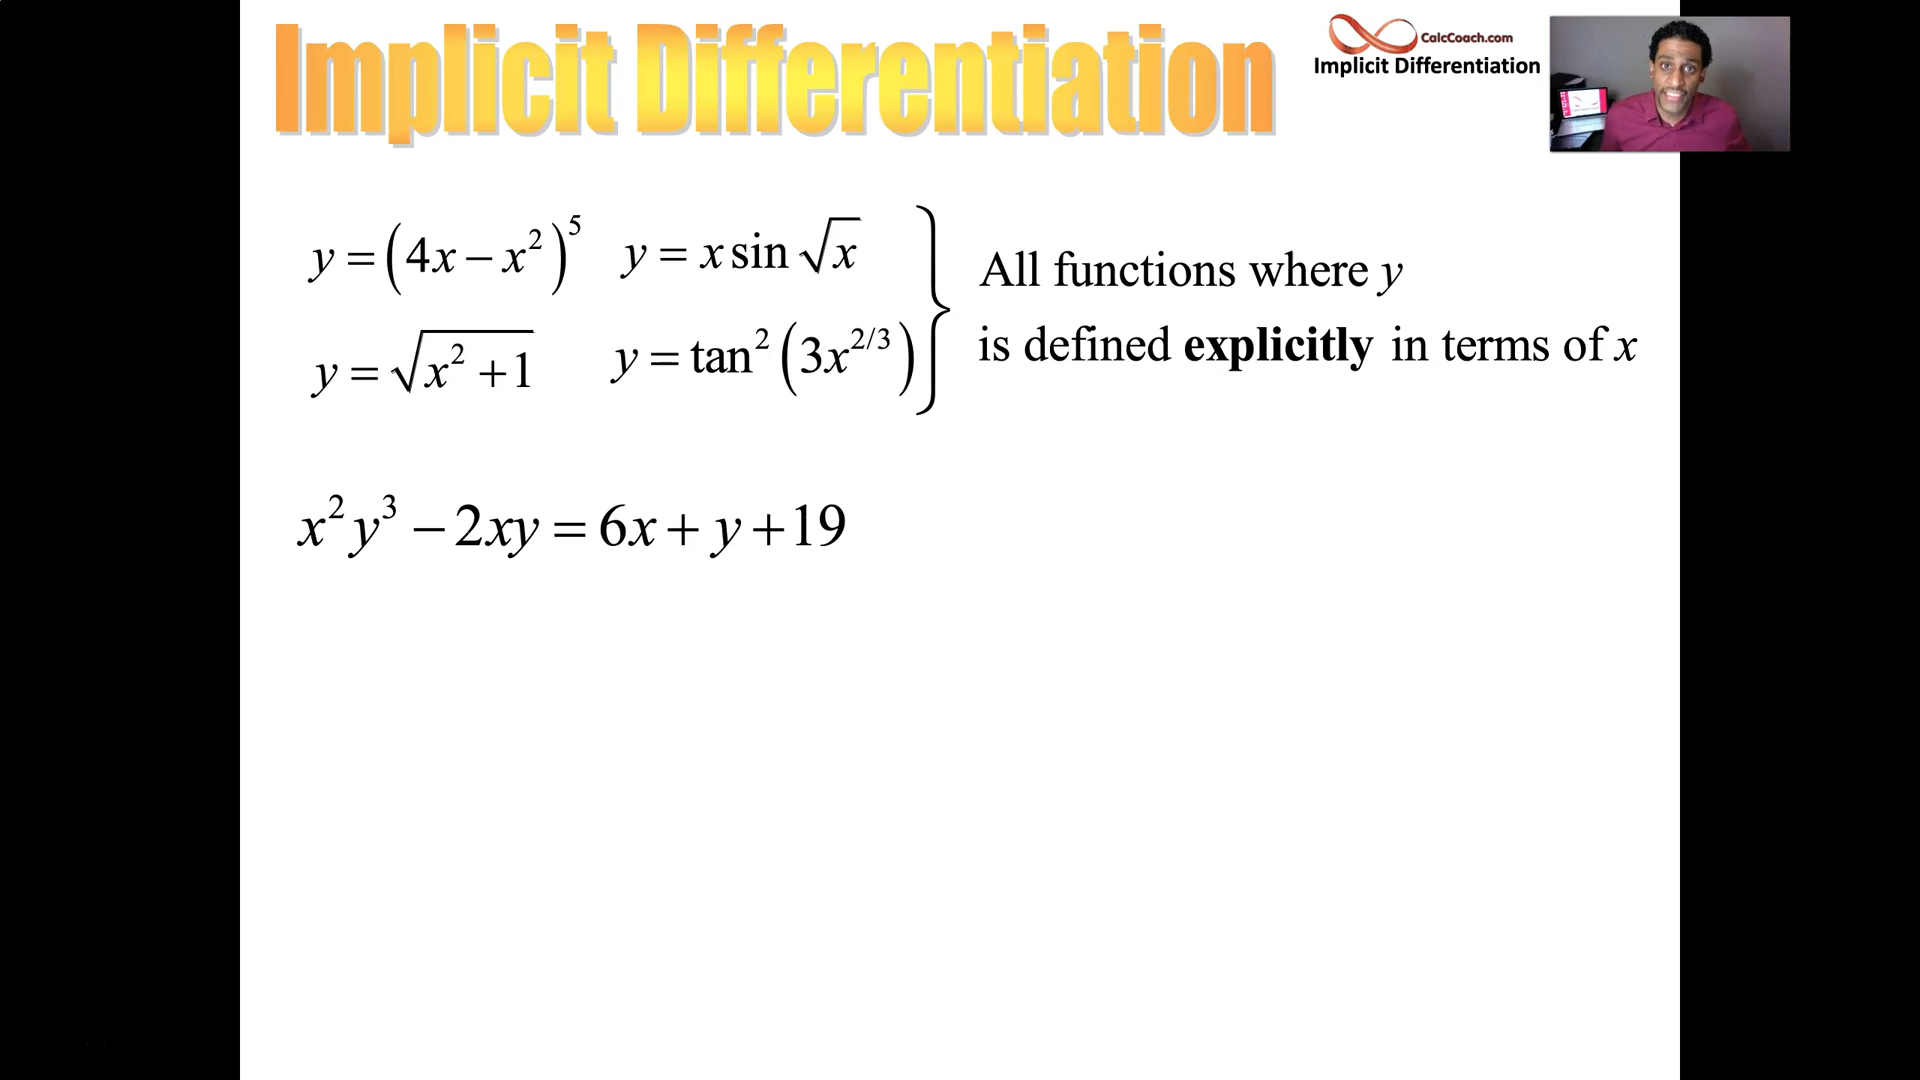 Implicit Differentiation
CalcCoach.com
Implicit Differentiation
y = (4x − x²)⁵ y = x sin √x
y = √(x² + 1) y = tan² (3x^(2/3))
All functions where y
is defined explicitly in terms of x
x²y³ − 2xy = 6x + y + 19